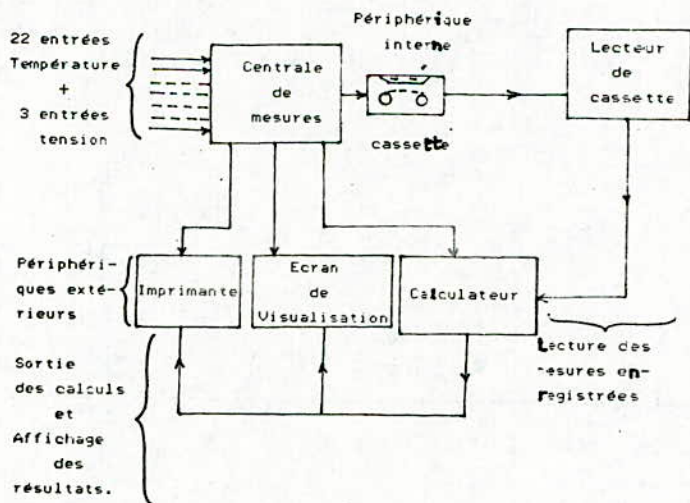 22 entrées
Température
+
3 entrées
tension
Centrale
de
mesures
Périphérique
interne
cassette
Lecteur
de
cassette
Périphéri-
ques exté-
rieurs
Imprimante
Ecran
de
Visualisation
Calculateur
Lecture des
mesures en-
registrées
Sortie
des calculs
et
Affichage
des
résultats.